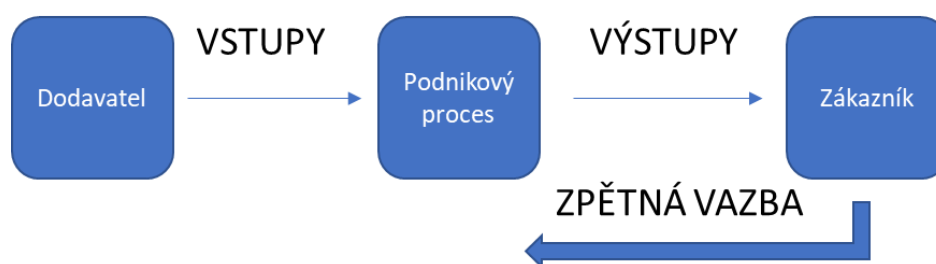 VSTUPY
VÝSTUPY
Dodavatel
Podnikový
proces
Zákazník
ZPĚTNÁ VAZBA